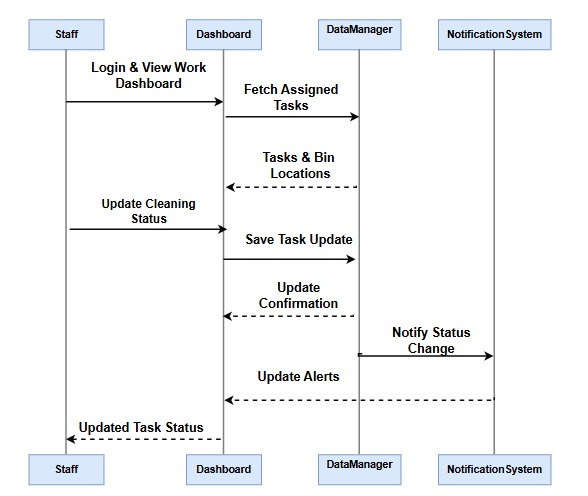 Staff
Dashboard
DataManager
NotificationSystem
Login & View Work
Dashboard
Fetch Assigned
Tasks
Tasks & Bin
Locations
Update Cleaning
Status
Save Task Update
Update
Confirmation
Notify Status
Change
Update Alerts
Updated Task Status
Staff
Dashboard
DataManager
NotificationSystem